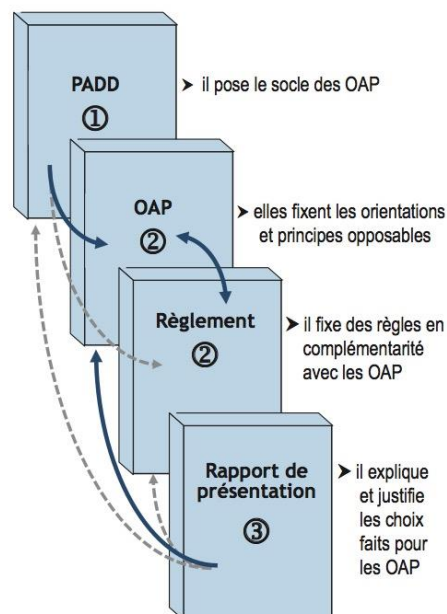 PADD
①
➤ il pose le socle des OAP
OAP
②
➤ elles fixent les orientations
et principes opposables
Règlement
②
➤ il fixe des règles en
complémentarité
avec les OAP
Rapport de
présentation
③
➤ il explique
et justifie
les choix
faits pour
les OAP